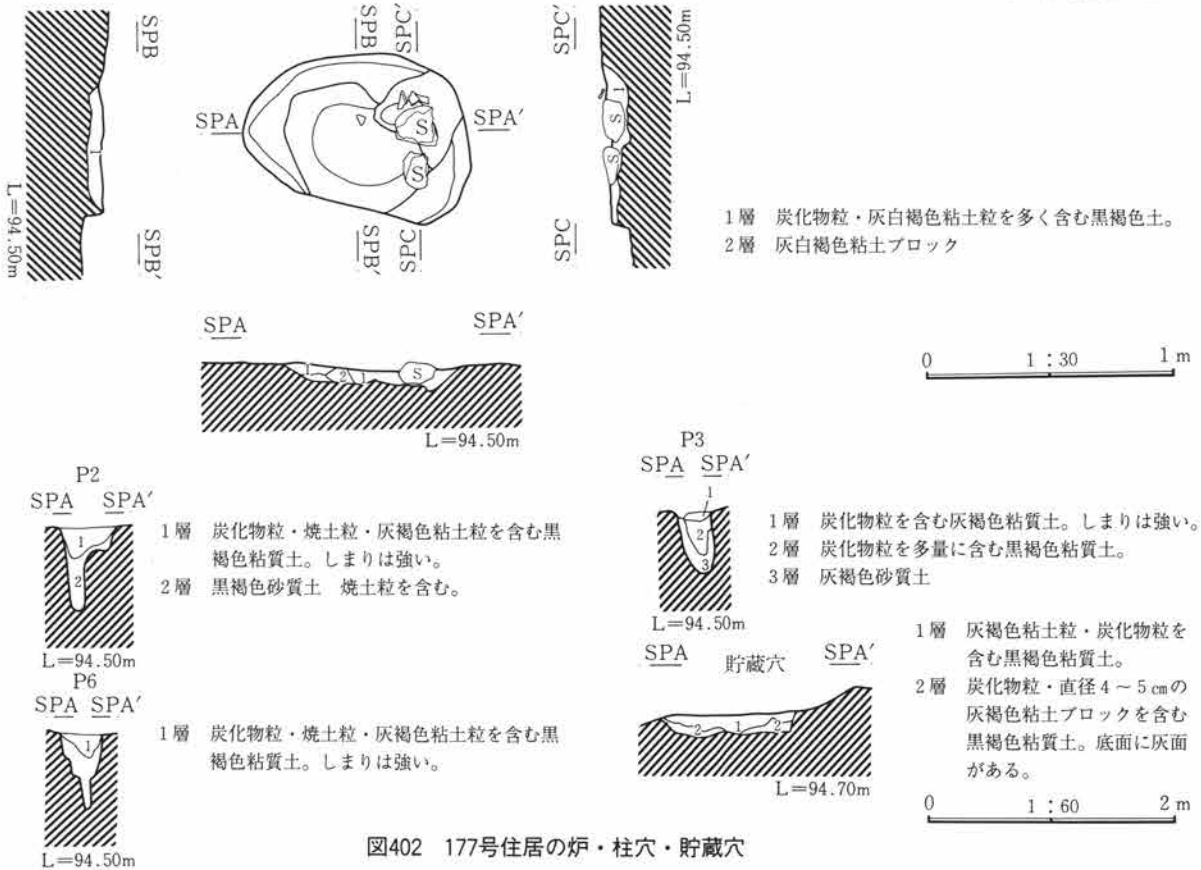 SPB
SPB
SPC′
SPC′
L=94.50m
SPA
SPA′
S
S
1
1
S
S
L=94.50m
SPB′
SPB′
SPC
SPC
1層 炭化物粒・灰白褐色粘土粒を多く含む黒褐色土。
2層 灰白褐色粘土ブロック
SPA SPA′
1 2 1 S
L=94.50m
0 1:30 1 m
P2
SPA SPA′
1
2
L=94.50m
1層 炭化物粒・焼土粒・灰褐色粘土粒を含む黒
褐色粘質土。しまりは強い。
2層 黒褐色砂質土 焼土粒を含む。
P3
SPA SPA′
1
2
3
L=94.50m
1層 炭化物粒を含む灰褐色粘質土。しまりは強い。
2層 炭化物粒を多量に含む黒褐色粘質土。
3層 灰褐色砂質土
P6
SPA SPA′
1
L=94.50m
1層 炭化物粒・焼土粒・灰褐色粘土粒を含む黒
褐色粘質土。しまりは強い。
SPA 貯蔵穴 SPA′
2 1 2
L=94.70m
1層 灰褐色粘土粒・炭化物粒を
含む黒褐色粘質土。
2層 炭化物粒・直径4~5㎝の
灰褐色粘土ブロックを含む
黒褐色粘質土。底面に灰面
がある。
0 1:60 2 m
図402 177号住居の炉・柱穴・貯蔵穴